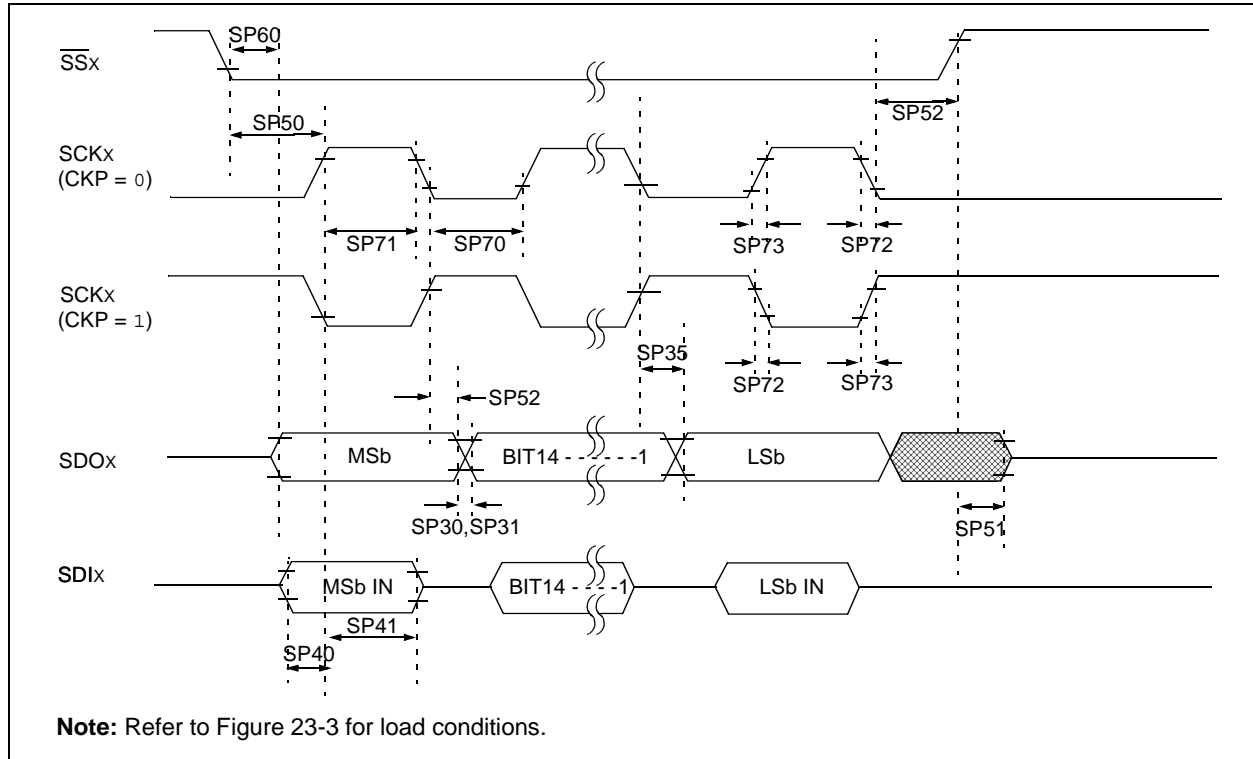 SP60
SSX
SP50
SP52
SCKX
(CKP = 0)
SP71
SP70
SP73
SP72
SCKX
(CKP = 1)
SP35
SP72
SP73
SP52
SDOX
MSb
BIT14 - - - - - -1
LSb
SP30,SP31
SP51
SDIX
MSb IN
BIT14 - - - -1
LSb IN
SP41
SP40
Note: Refer to Figure 23-3 for load conditions.